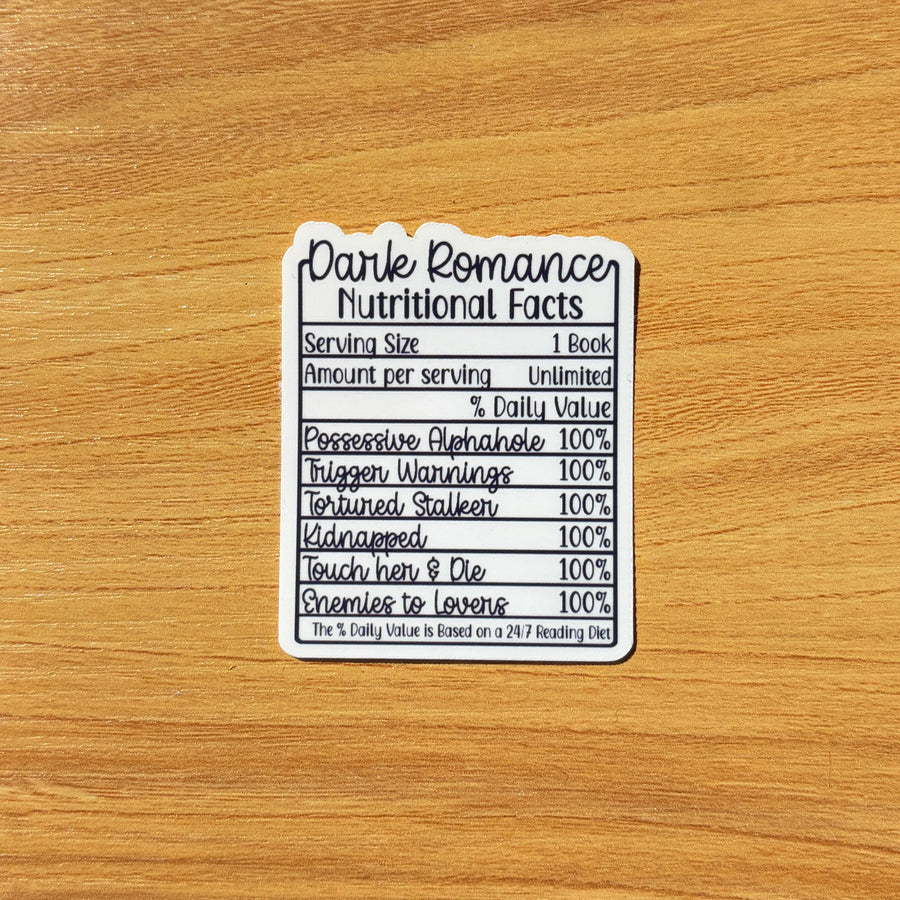 Dark Romance
Nutritional Facts
Serving Size 1 Book
Amount per serving Unlimited
% Daily Value
Possessive Alphahole 100%
Trigger Warnings 100%
Tortured Stalker 100%
Kidnapped 100%
Touch her & Die 100%
Enemies to Lovers 100%
The % Daily Value is Based on a 24/7 Reading Diet